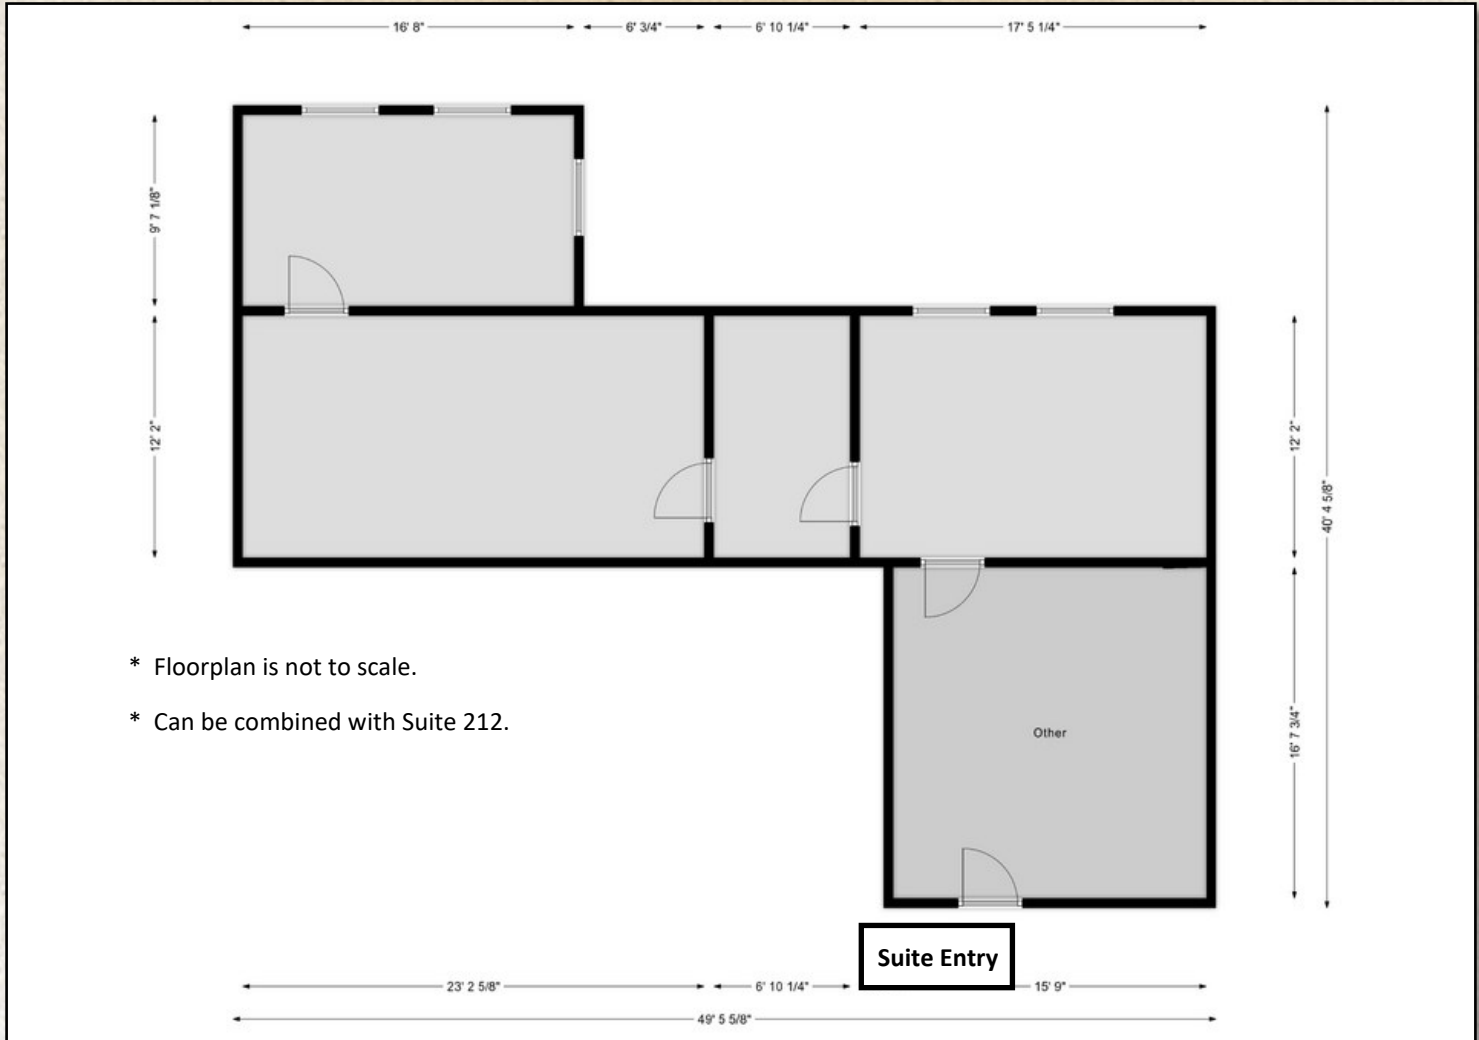 16' 8"
6' 3/4"
6' 10 1/4"
17' 5 1/4"
9' 7 1/8"
12' 2"
12' 2"
40' 4 5/8"
* Floorplan is not to scale.
* Can be combined with Suite 212.
16' 7 3/4"
Other
Suite Entry
23' 2 5/8"
6' 10 1/4"
15' 9"
49' 5 5/8"